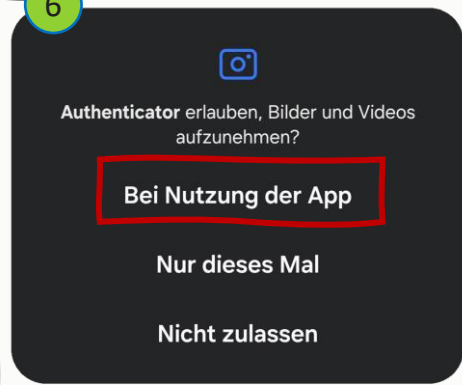 6
Authenticator erlauben, Bilder und Videos
aufzunehmen?
Bei Nutzung der App
Nur dieses Mal
Nicht zulassen